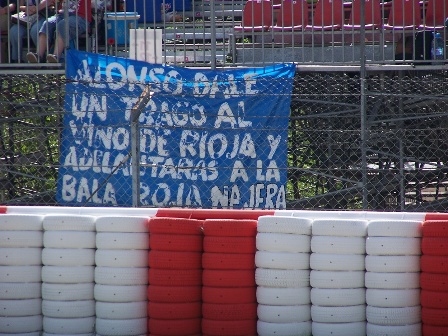 ALONSO DALE
UN TRAGO AL
VINO DE RIOJA Y
ADELANTARAS A LA
BALA ROJA NAJERA